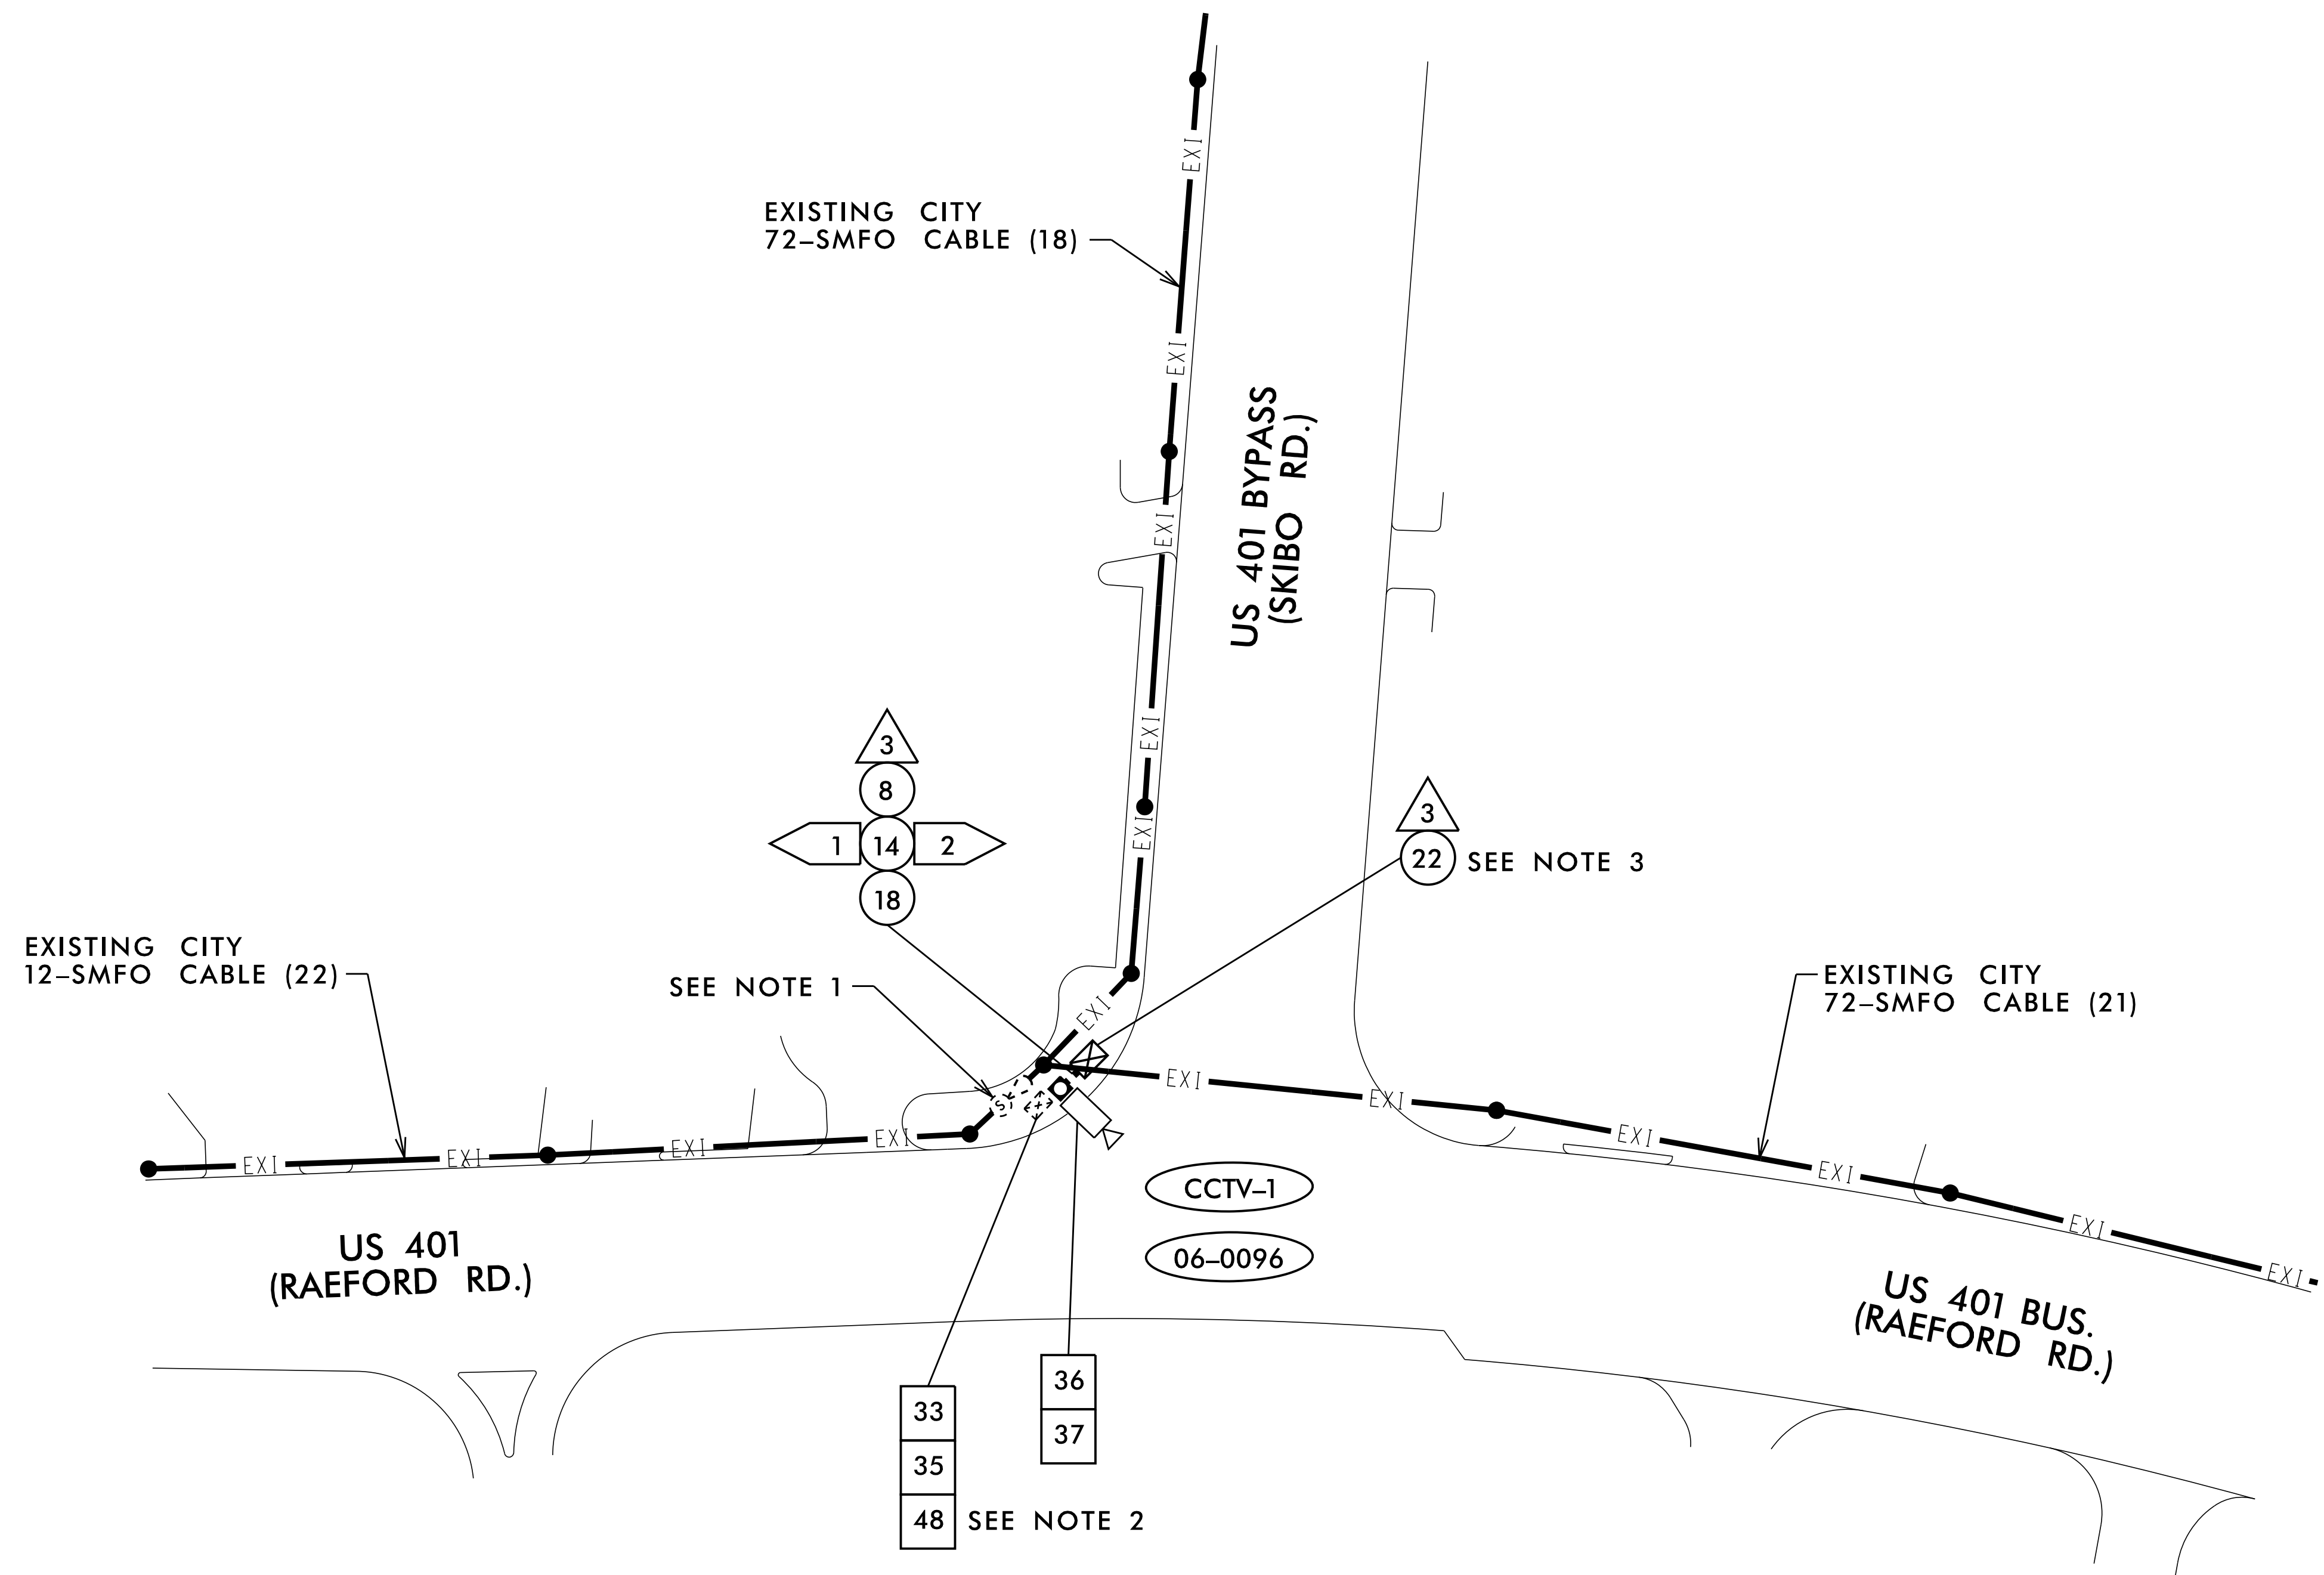 EXI
EXISTING CITY
72–SMFO CABLE (18)
EXI
US 401 BYPASS
(SKIBO RD.)
EXI
EXI
3
8
1 14 2
18
EXI
3
22 SEE NOTE 3
EXISTING CITY
12–SMFO CABLE (22)
SEE NOTE 1
EXI
EXISTING CITY
72–SMFO CABLE (21)
S
EXI
EXI
EXI
EXI
EXI
EXI
EXI
EXI
EXI
EXI
CCTV–1
06–0096
US 401
(RAEFORD RD.)
US 401 BUS.
(RAEFORD RD.)
33
35
48 SEE NOTE 2
36
37